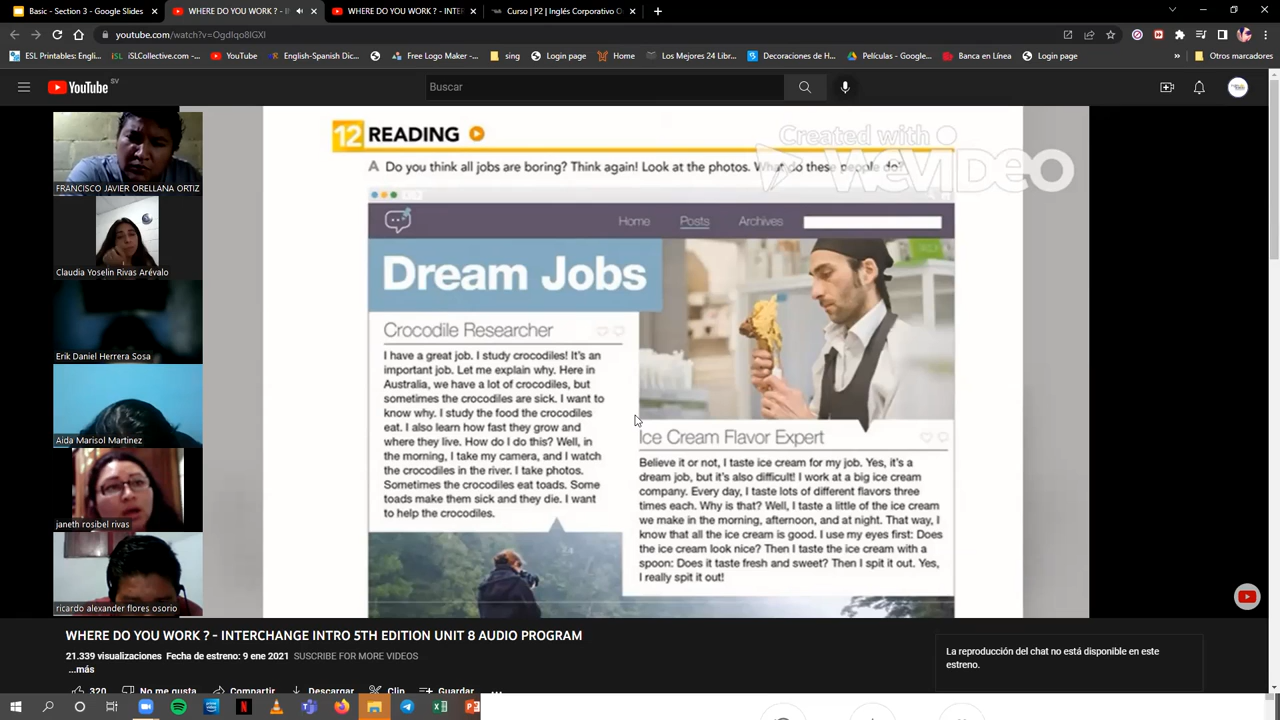 Basic - Section 3 - Google Slides
WHERE DO YOU WORK ? - I
WHERE DO YOU WORK ? - INTER
Curso | P2 | Inglés Corporativo O
youtube.com/watch?v=OgdIqo8IGXI
ESL Printables: Engli...
iSLCollective.com -...
YouTube
English-Spanish Dic...
Free Logo Maker -...
sing
Login page
Home
Los Mejores 24 Libr...
Decoraciones de H...
Películas - Google...
Banca en Línea
Login page
Otros marcadores
YouTube
SV
Buscar
12 READING
Created with
WEVIDEO
A Do you think all jobs are boring? Think again! Look at the photos. What do these people do?
Home
Posts
Archives
Dream Jobs
Crocodile Researcher
I have a great job. I study crocodiles! It's an
important job. Let me explain why. Here in
Australia, we have a lot of crocodiles, but
sometimes the crocodiles are sick. I want to
know why. I study the food the crocodiles
eat. I also learn how fast they grow and
where they live. How do I do this? Well, in
the morning, I take my camera, and I watch
the crocodiles in the river. I take photos.
Sometimes the crocodiles eat toads. Some
toads make them sick and they die. I want
to help the crocodiles.
Ice Cream Flavor Expert
Believe it or not, I taste ice cream for my job. Yes, it's a
dream job, but it's also difficult! I work at a big ice cream
company. Every day, I taste lots of different flavors three
times each. Why is that? Well, I taste a little of the ice cream
we make in the morning, afternoon, and at night. That way, I
know that all the ice cream is good. I use my eyes first: Does
the ice cream look nice? Then I taste the ice cream with a
spoon: Does it taste fresh and sweet? Then I spit it out. Yes,
I really spit it out!
FRANCISCO JAVIER ORELLANA ORTIZ
Claudia Yoselin Rivas Arévalo
Erik Daniel Herrera Sosa
Aida Marisol Martinez
janeth rosibel rivas
ricardo alexander flores osorio
WHERE DO YOU WORK ? - INTERCHANGE INTRO 5TH EDITION UNIT 8 AUDIO PROGRAM
21.339 visualizaciones Fecha de estreno: 9 ene 2021 SUSCRIBE FOR MORE VIDEOS
...más
320
No me gusta
Compartir
Descargar
Clip
Guardar
La reproducción del chat no está disponible en este
estreno.